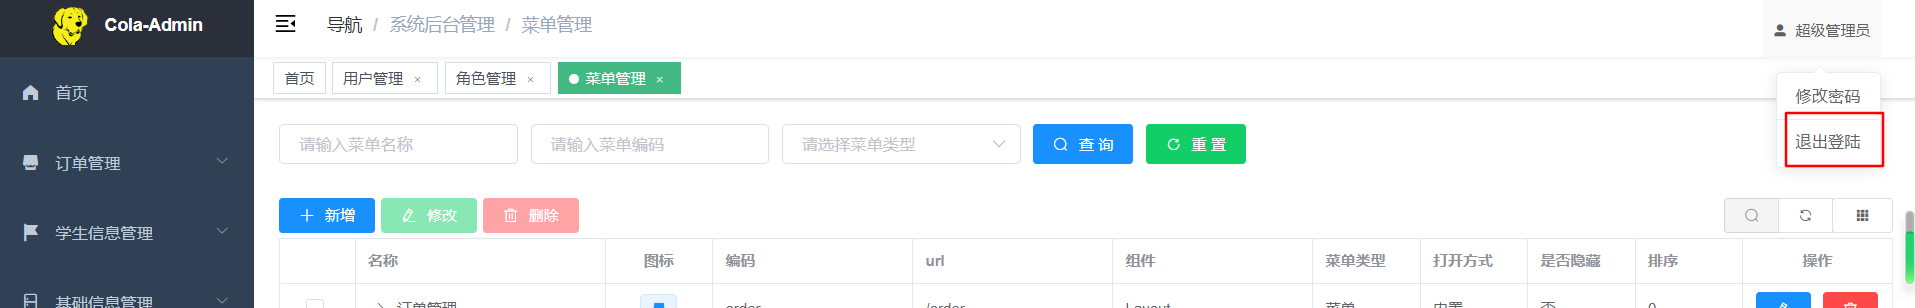 Cola-Admin
导航 / 系统后台管理 / 菜单管理
超级管理员
首页 用户管理 × 角色管理 × 菜单管理 ×
修改密码
退出登陆
首页
订单管理
学生信息管理
基础信息管理
请输入菜单名称 请输入菜单编码 请选择菜单类型 查 询 重 置
新增 修改 删除
名称 图标 编码 url 组件 菜单类型 打开方式 是否隐藏 排序 操作
订单管理 order /order Layout 菜单 内置 否 0